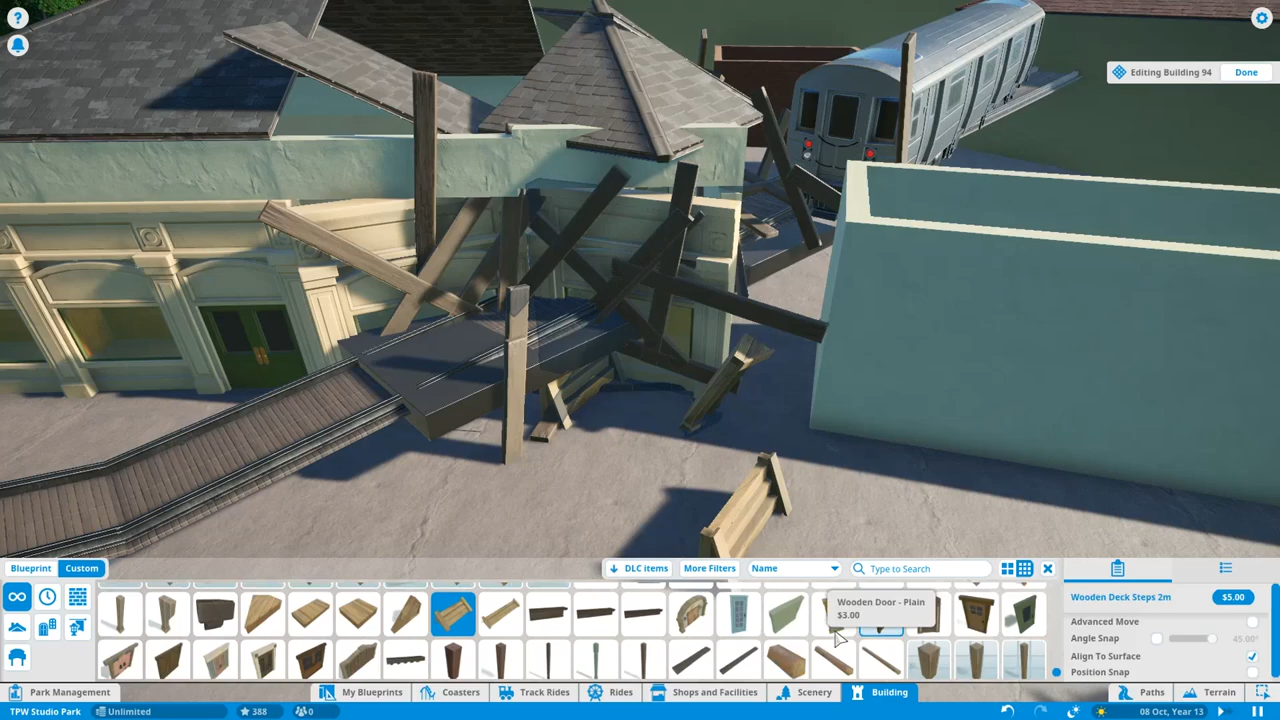 ?
Editing Building 94
Done
Blueprint
Custom
DLC items
More Filters
Name
Type to Search
Wooden Door - Plain
$3.00
Wooden Deck Steps 2m
$5.00
Advanced Move
Angle Snap
45.00°
Align To Surface
Position Snap
Park Management
My Blueprints
Coasters
Track Rides
Rides
Shops and Facilities
Scenery
Building
Paths
Terrain
TPW Studio Park
Unlimited
388
0
08 Oct, Year 13